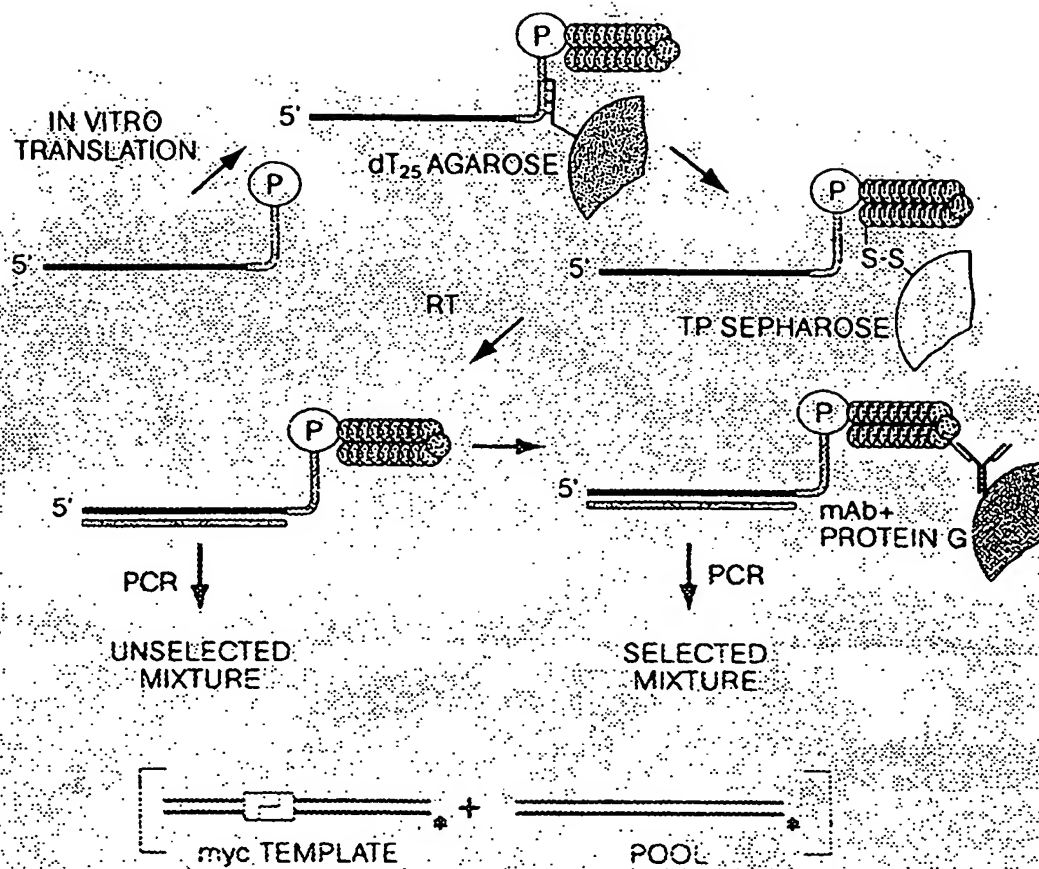 P
5'
IN VITRO
TRANSLATION
dT25 AGAROSE
P
P
5'
5'
S-S
RT
TP SEPHAROSE
P
P
5'
5'
mAb+
PROTEIN G
PCR
PCR
UNSELECTED
MIXTURE
SELECTED
MIXTURE
+
*
*
myc TEMPLATE
POOL